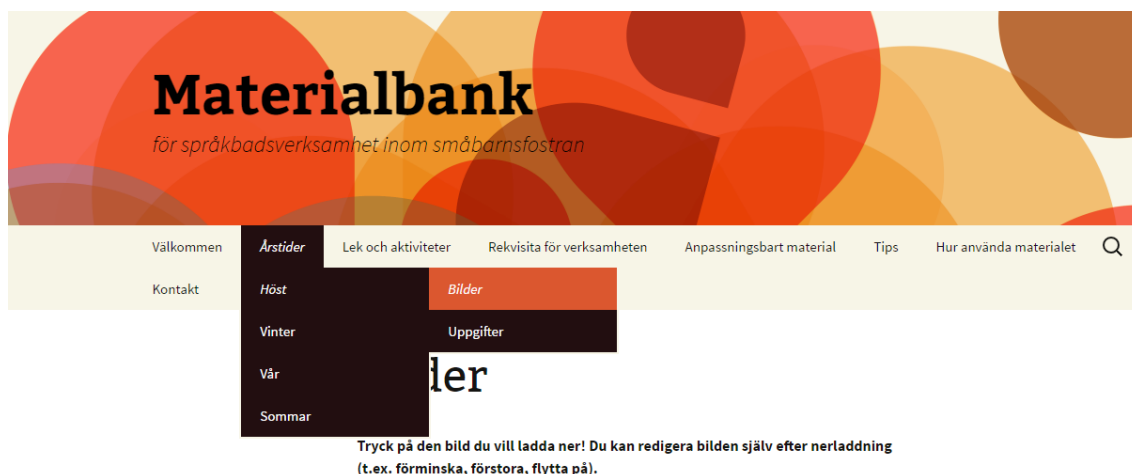 Materialbank
för språkbadsverksamhet inom småbarnsfostran
Välkommen Årstider Lek och aktiviteter Rekvisita för verksamheten Anpassningsbart material Tips Hur använda materialet
Kontakt Höst Bilder
Vinter Uppgifter
der
Vår
Sommar
Tryck på den bild du vill ladda ner! Du kan redigera bilden själv efter nerladdning
(t.ex. förminska, förstora, flytta på).